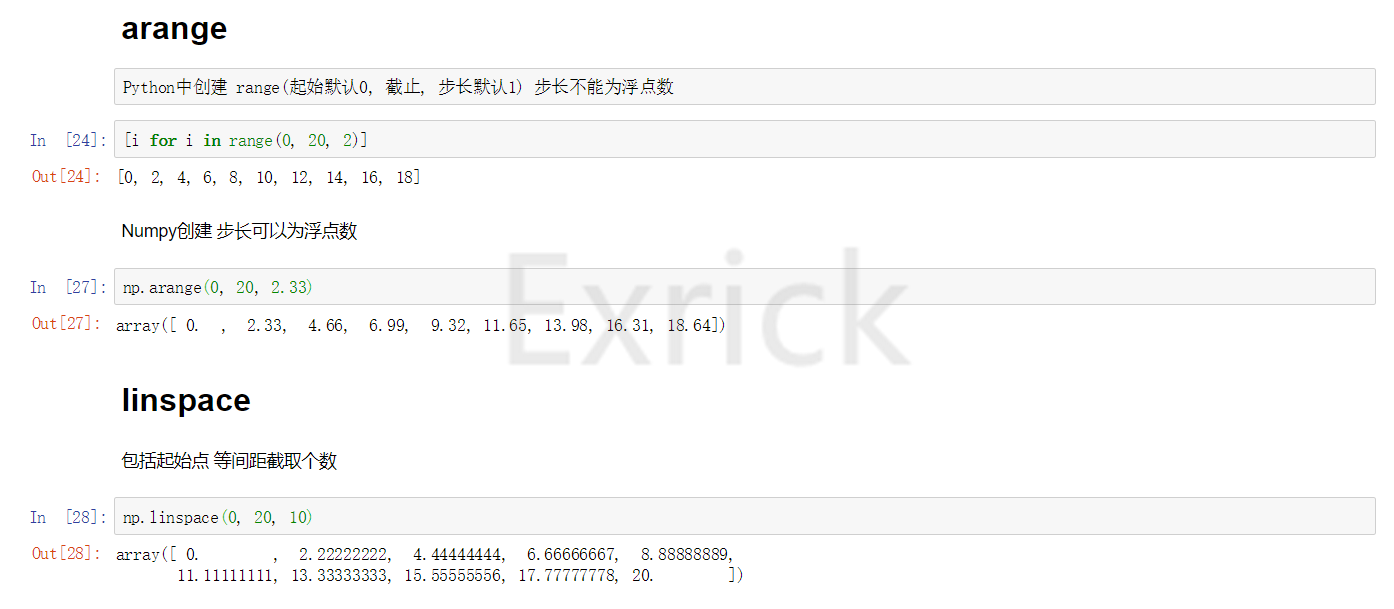 arange
Python中创建 range(起始默认0, 截止, 步长默认1) 步长不能为浮点数
In [24]: [i for i in range(0, 20, 2)]
Out[24]: [0, 2, 4, 6, 8, 10, 12, 14, 16, 18]
Numpy创建 步长可以为浮点数
In [27]: np.arange(0, 20, 2.33)
Out[27]: array([ 0.  ,  2.33,  4.66,  6.99,  9.32, 11.65, 13.98, 16.31, 18.64])
Exrick
linspace
包括起始点 等间距截取个数
In [28]: np.linspace(0, 20, 10)
Out[28]: array([ 0.        ,  2.22222222,  4.44444444,  6.66666667,  8.88888889,
11.11111111, 13.33333333, 15.55555556, 17.77777778, 20.        ])